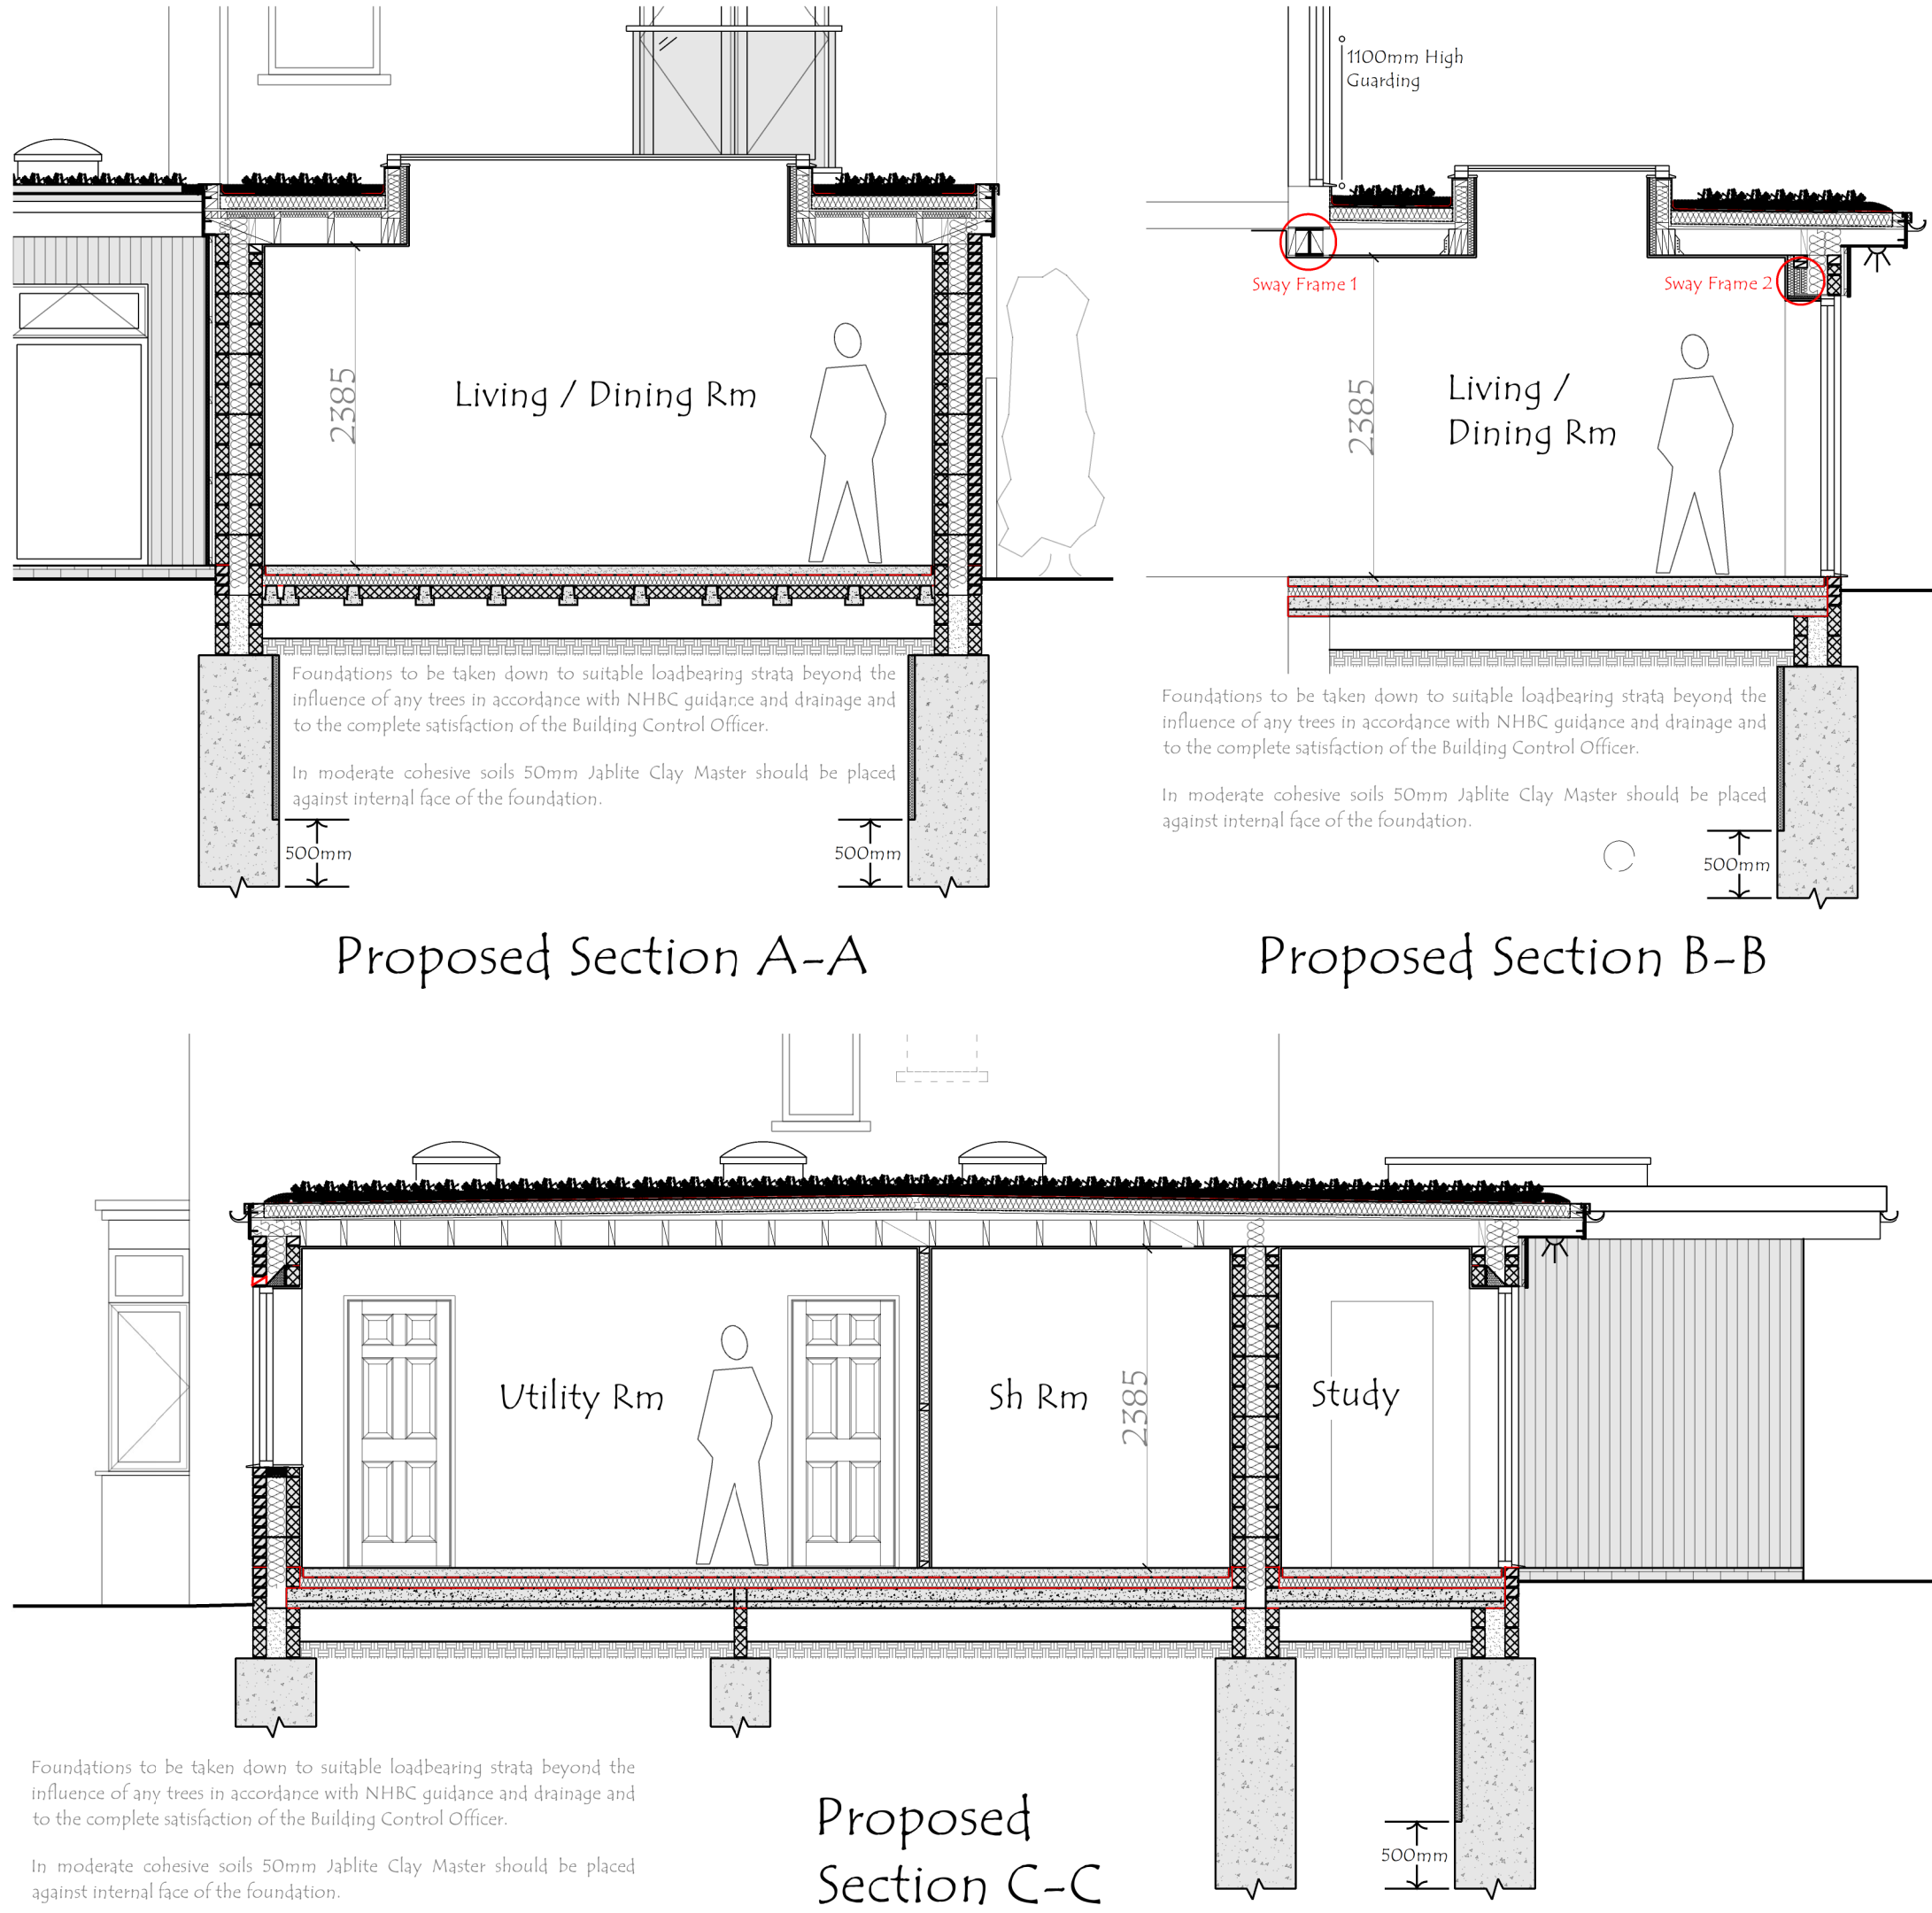 1100mm High
Guarding
Sway Frame 1
Sway Frame 2
2385
Living / Dining Rm
2385
Living /
Dining Rm
Foundations to be taken down to suitable loadbearing strata beyond the
influence of any trees in accordance with NHBC guidance and drainage and
to the complete satisfaction of the Building Control Officer.
In moderate cohesive soils 50mm Jablite Clay Master should be placed
against internal face of the foundation.
500mm
500mm
Foundations to be taken down to suitable loadbearing strata beyond the
influence of any trees in accordance with NHBC guidance and drainage and
to the complete satisfaction of the Building Control Officer.
In moderate cohesive soils 50mm Jablite Clay Master should be placed
against internal face of the foundation.
500mm
Proposed Section A-A
Proposed Section B-B
Utility Rm
Sh Rm
2385
Study
Foundations to be taken down to suitable loadbearing strata beyond the
influence of any trees in accordance with NHBC guidance and drainage and
to the complete satisfaction of the Building Control Officer.
In moderate cohesive soils 50mm Jablite Clay Master should be placed
against internal face of the foundation.
Proposed
Section C-C
500mm